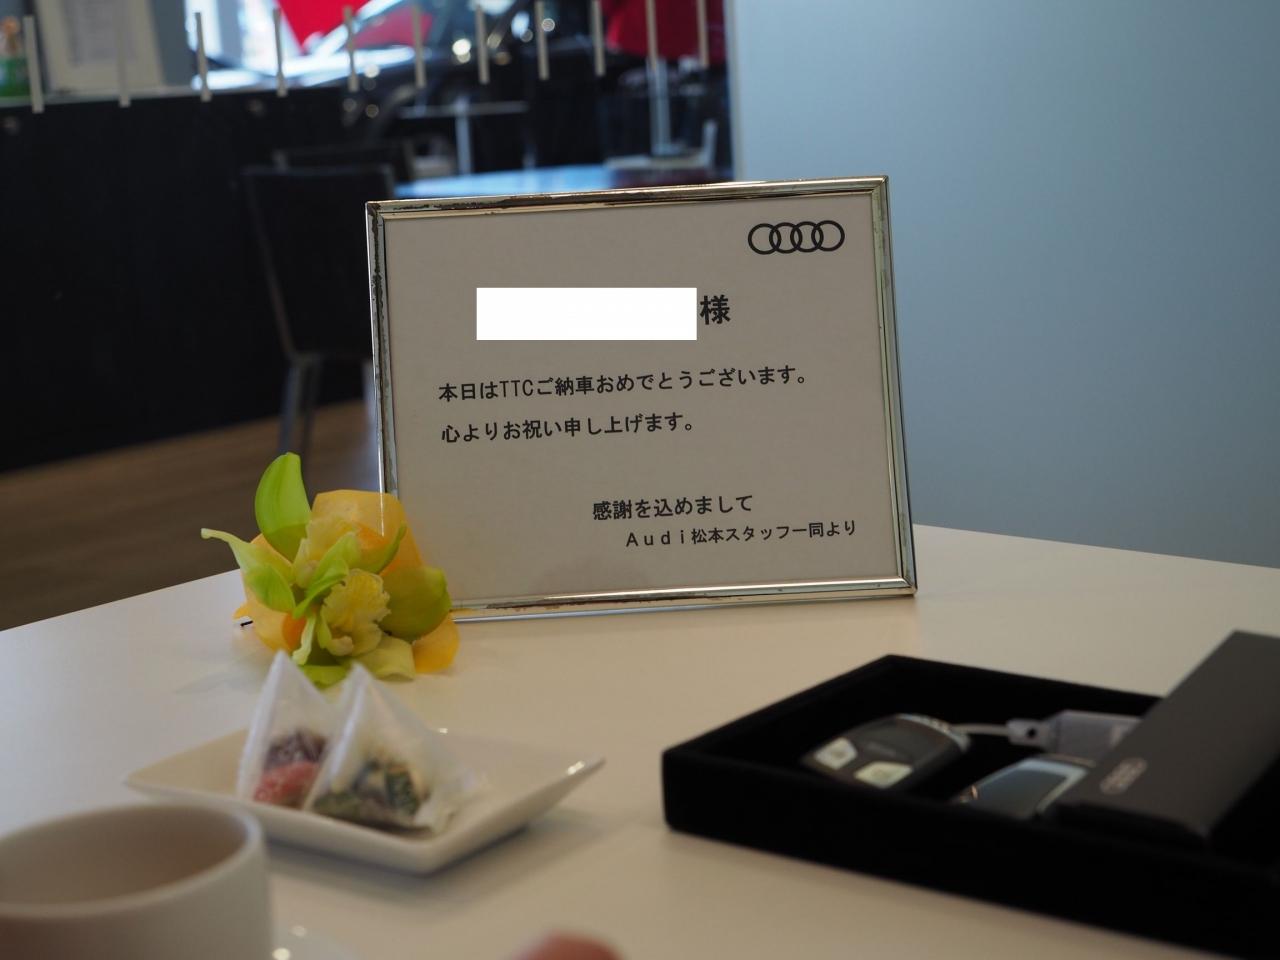 様
本日はTTCご納車おめでとうございます。
心よりお祝い申し上げます。
感謝を込めまして
Audi松本スタッフ一同より